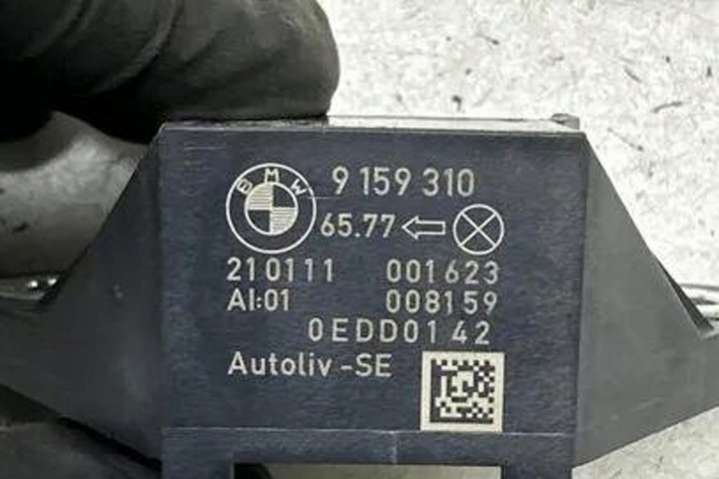 BMW 9 159 310
65.77
210111 001623
AI:01 008159
0EDD0142
Autoliv-SE